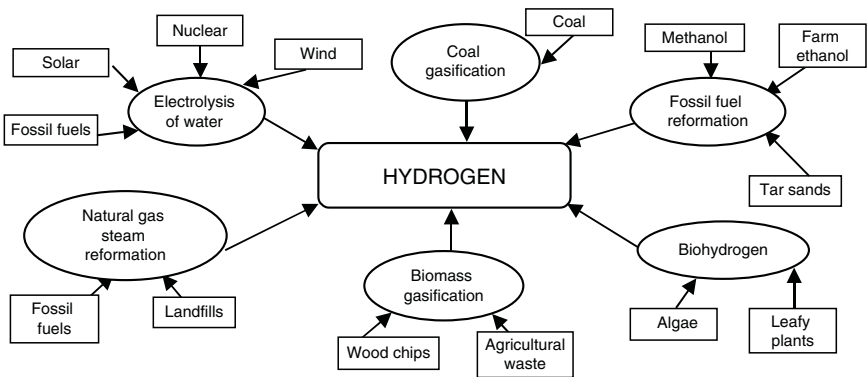 Nuclear
Solar
Wind
Electrolysis
of water
Fossil fuels
Coal
Coal
gasification
Methanol
Farm
ethanol
Fossil fuel
reformation
Tar sands
HYDROGEN
Natural gas
steam
reformation
Fossil
fuels
Landfills
Biomass
gasification
Wood chips
Agricultural
waste
Biohydrogen
Algae
Leafy
plants